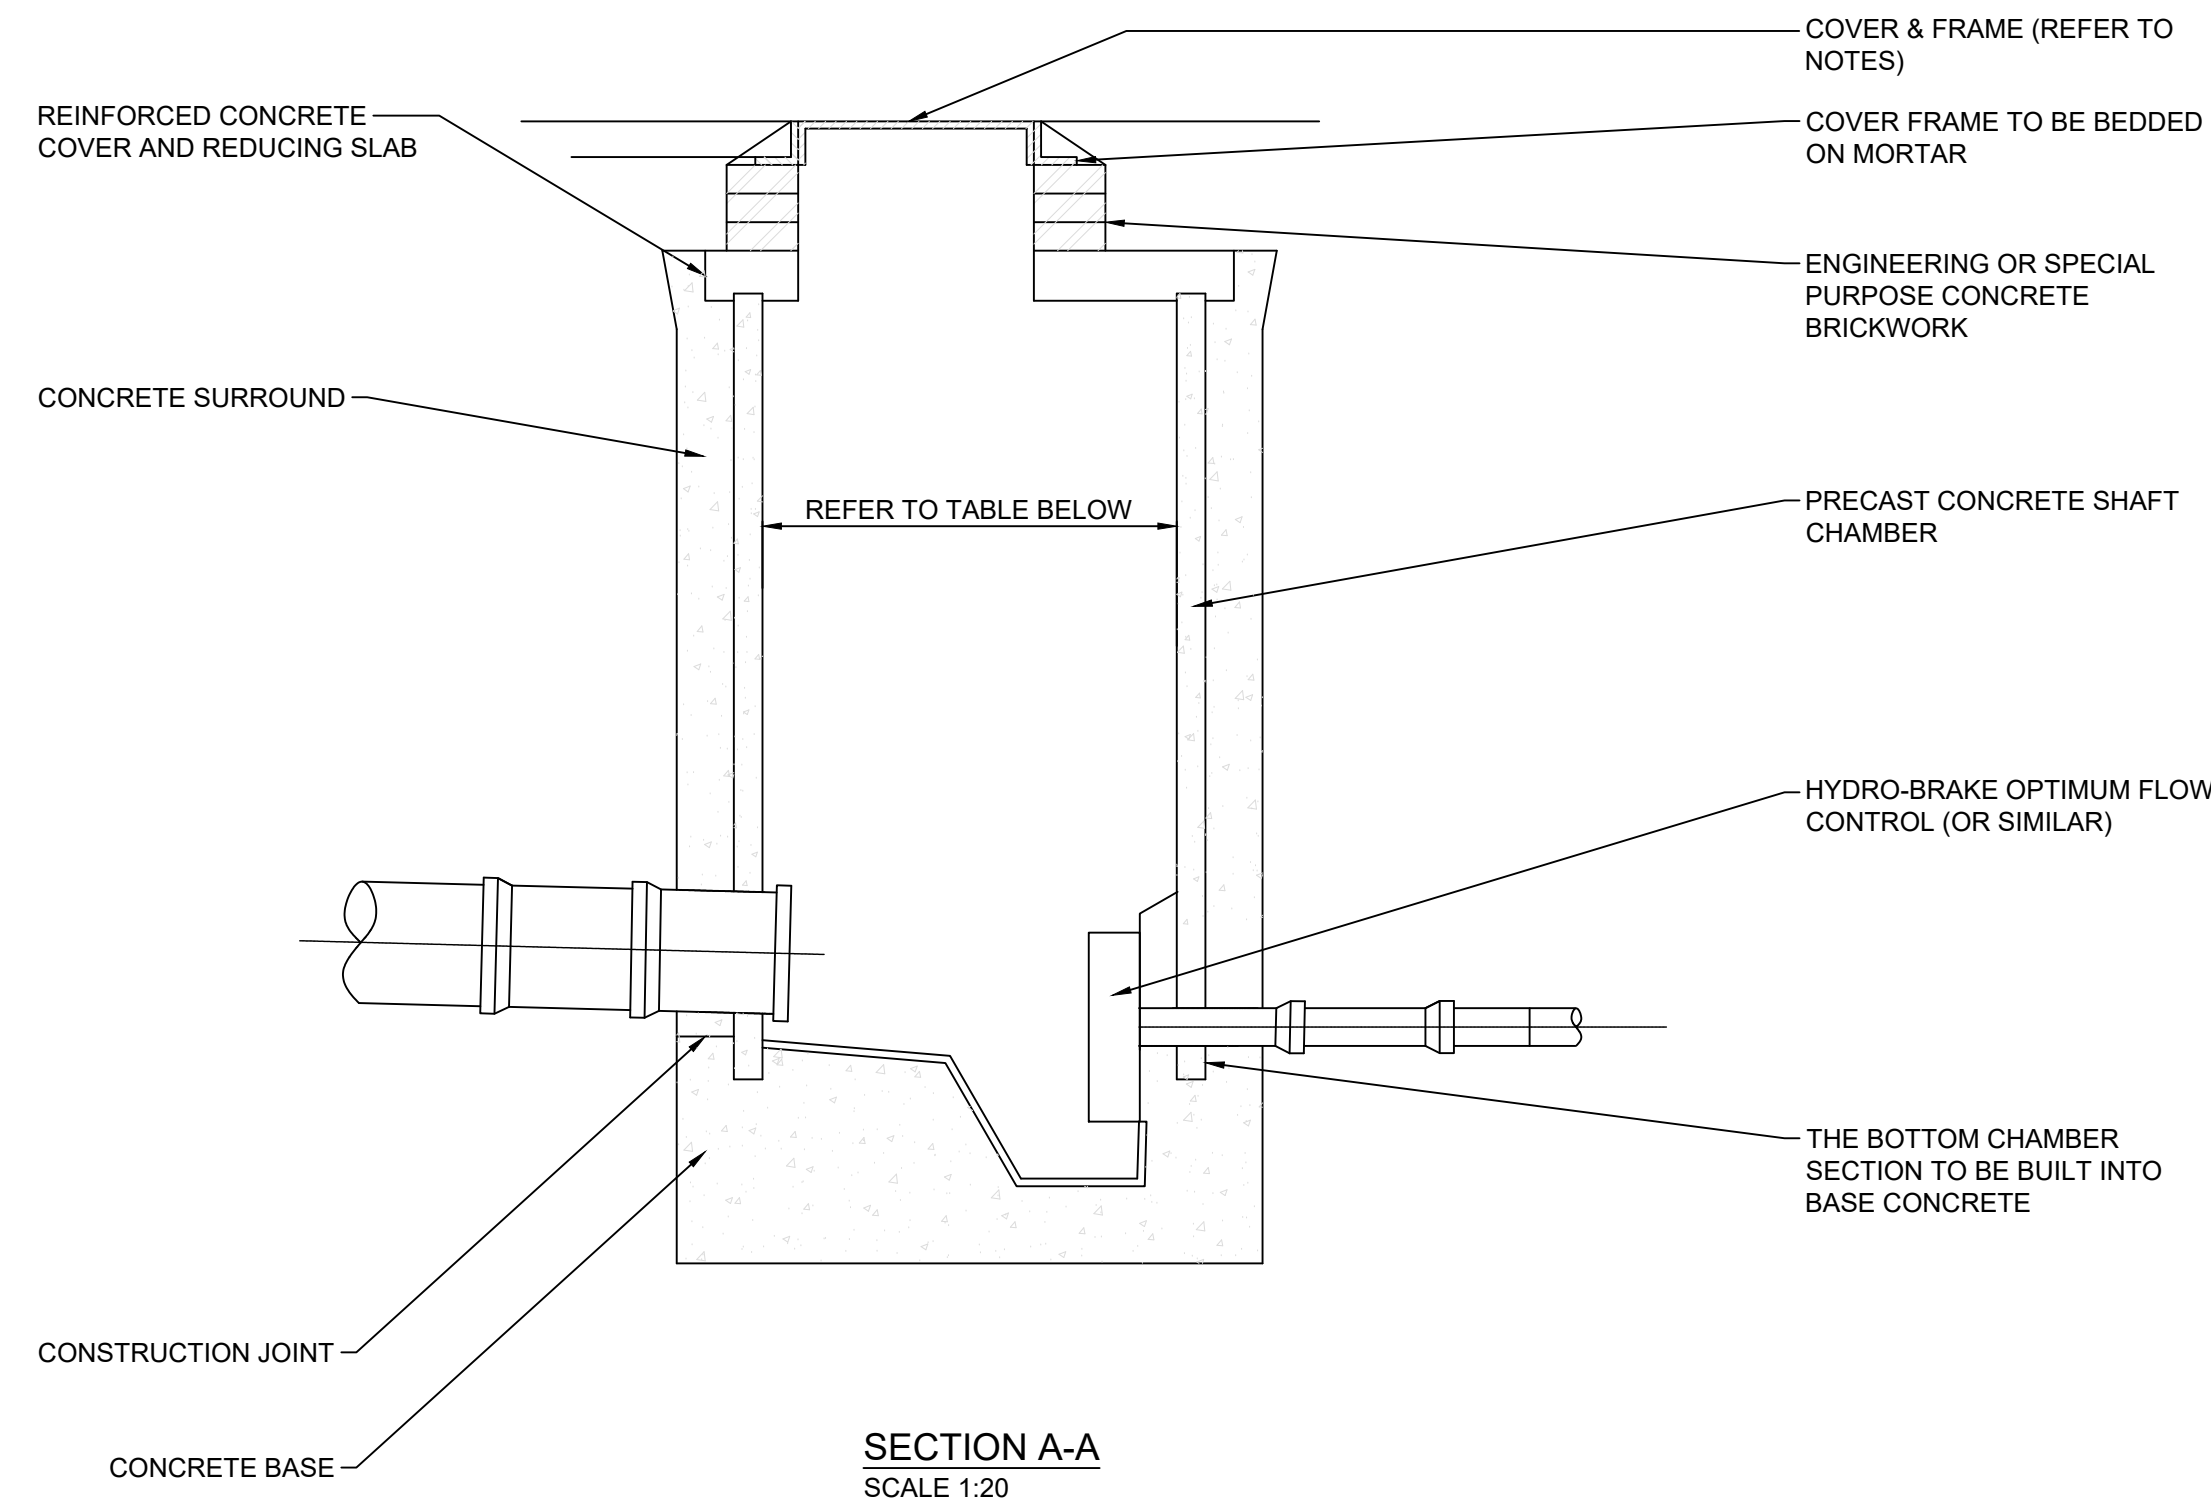 COVER & FRAME (REFER TO
NOTES)
REINFORCED CONCRETE
COVER AND REDUCING SLAB
COVER FRAME TO BE BEDDED
ON MORTAR
ENGINEERING OR SPECIAL
PURPOSE CONCRETE
BRICKWORK
CONCRETE SURROUND
REFER TO TABLE BELOW
PRECAST CONCRETE SHAFT
CHAMBER
HYDRO-BRAKE OPTIMUM FLOW
CONTROL (OR SIMILAR)
THE BOTTOM CHAMBER
SECTION TO BE BUILT INTO
BASE CONCRETE
CONSTRUCTION JOINT
CONCRETE BASE
SECTION A-A
SCALE 1:20